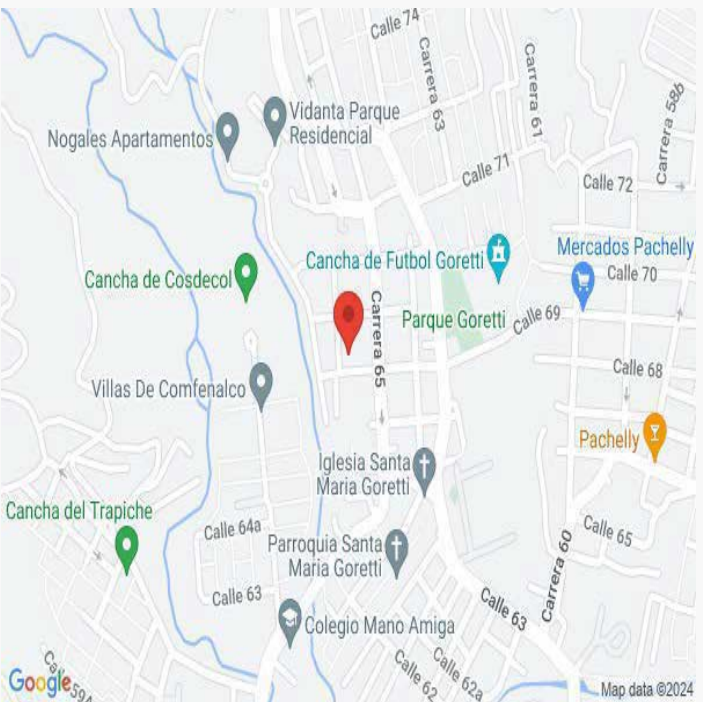 Calle 74
Carrera 63
Carrera 61
Carrera 58b
Vidanta Parque
Residencial
Nogales Apartamentos
Calle 71
Calle 72
Cancha de Futbol Goretti
Mercados Pachelly
Calle 70
Cancha de Cosdecol
Carrera 65
Parque Goretti
Calle 69
Calle 68
Villas De Comfenalco
Pachelly
Iglesia Santa
Maria Goretti
Cancha del Trapiche
Calle 64a
Calle 65
Parroquia Santa
Maria Goretti
Carrera 60
Calle 63
Calle 63
Colegio Mano Amiga
Calle 62
Calle 62a
Google
Map data ©2024